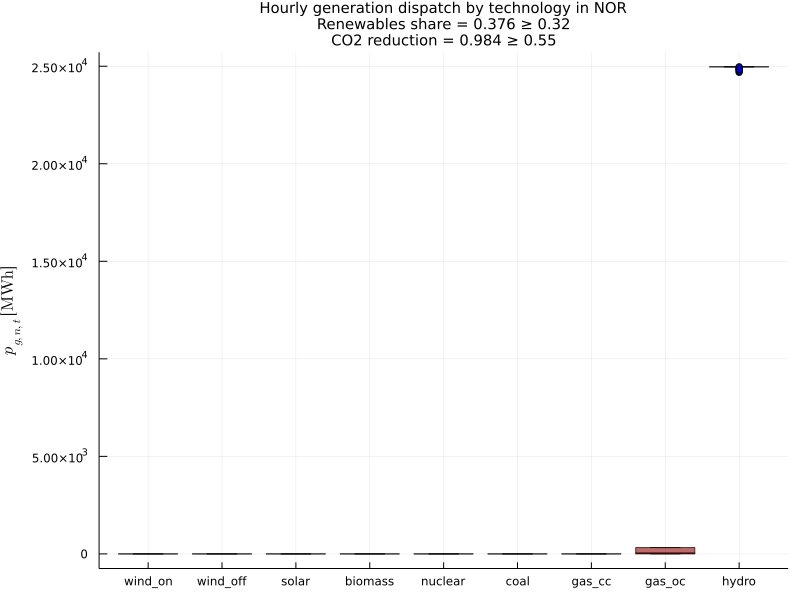 Hourly generation dispatch by technology in NOR
Renewables share = 0.376 ≥ 0.32
CO2 reduction = 0.984 ≥ 0.55
2.50×10⁴
2.00×10⁴
1.50×10⁴
1.00×10⁴
5.00×10³
0
p_{g,n,t}[MWh]
wind_on wind_off solar biomass nuclear coal gas_cc gas_oc hydro